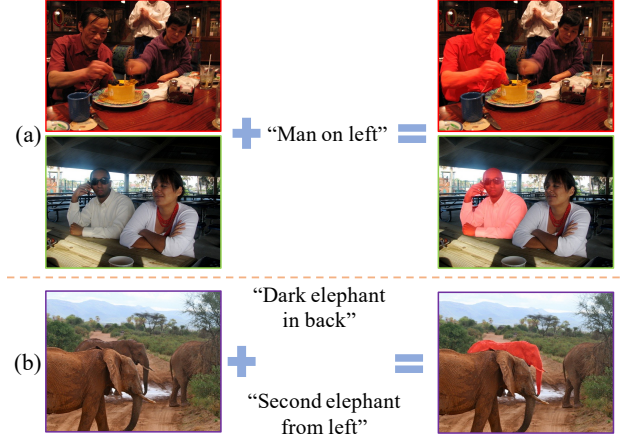 (a)
“Man on left”
“Dark elephant
in back”
(b)
“Second elephant
from left”